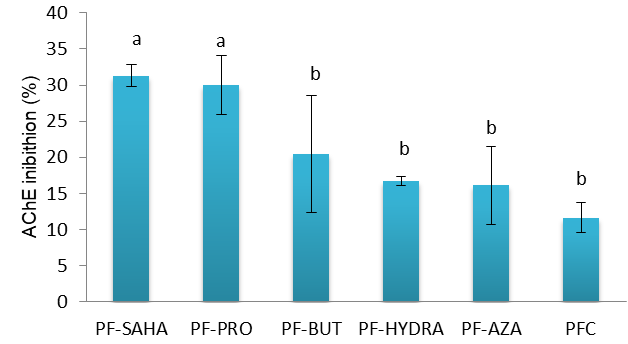 40
35
30
25
20
15
10
5
0
AChE inibithion (%)
a
a
b
b
b
b
PF-SAHA PF-PRO PF-BUT PF-HYDRA PF-AZA PFC